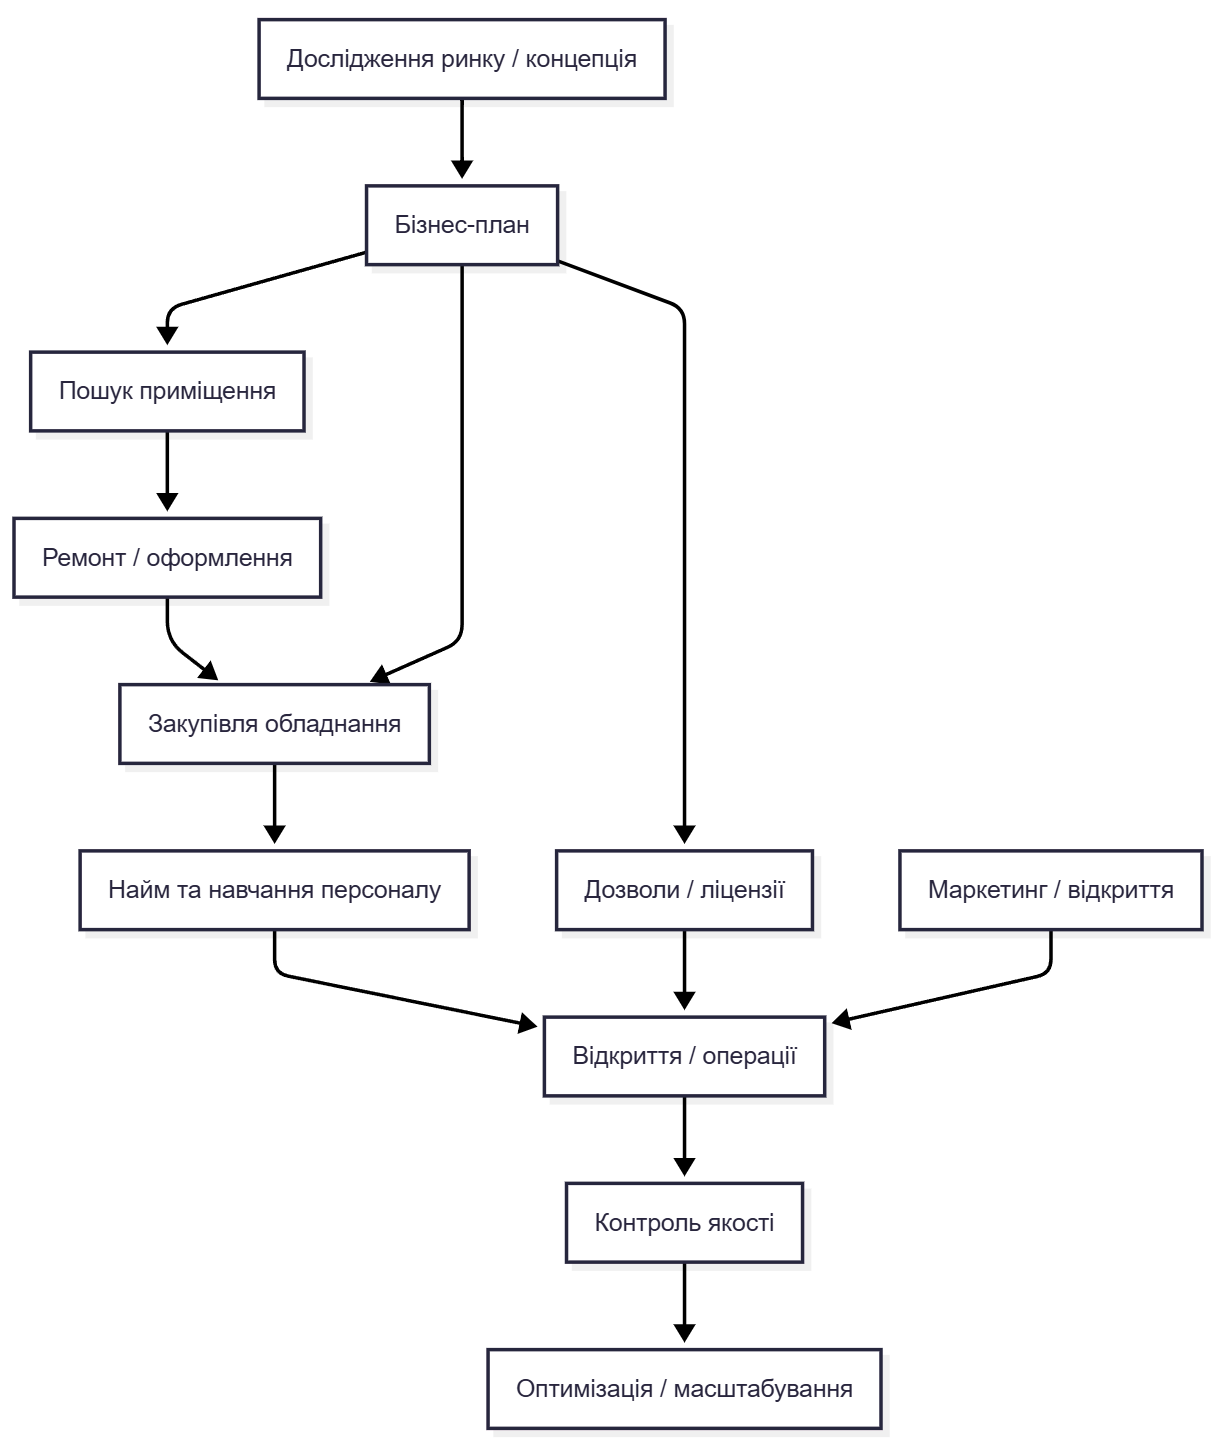 Дослідження ринку / концепція
Бізнес-план
Пошук приміщення
Ремонт / оформлення
Закупівля обладнання
Найм та навчання персоналу
Дозволи / ліцензії
Маркетинг / відкриття
Відкриття / операції
Контроль якості
Оптимізація / масштабування